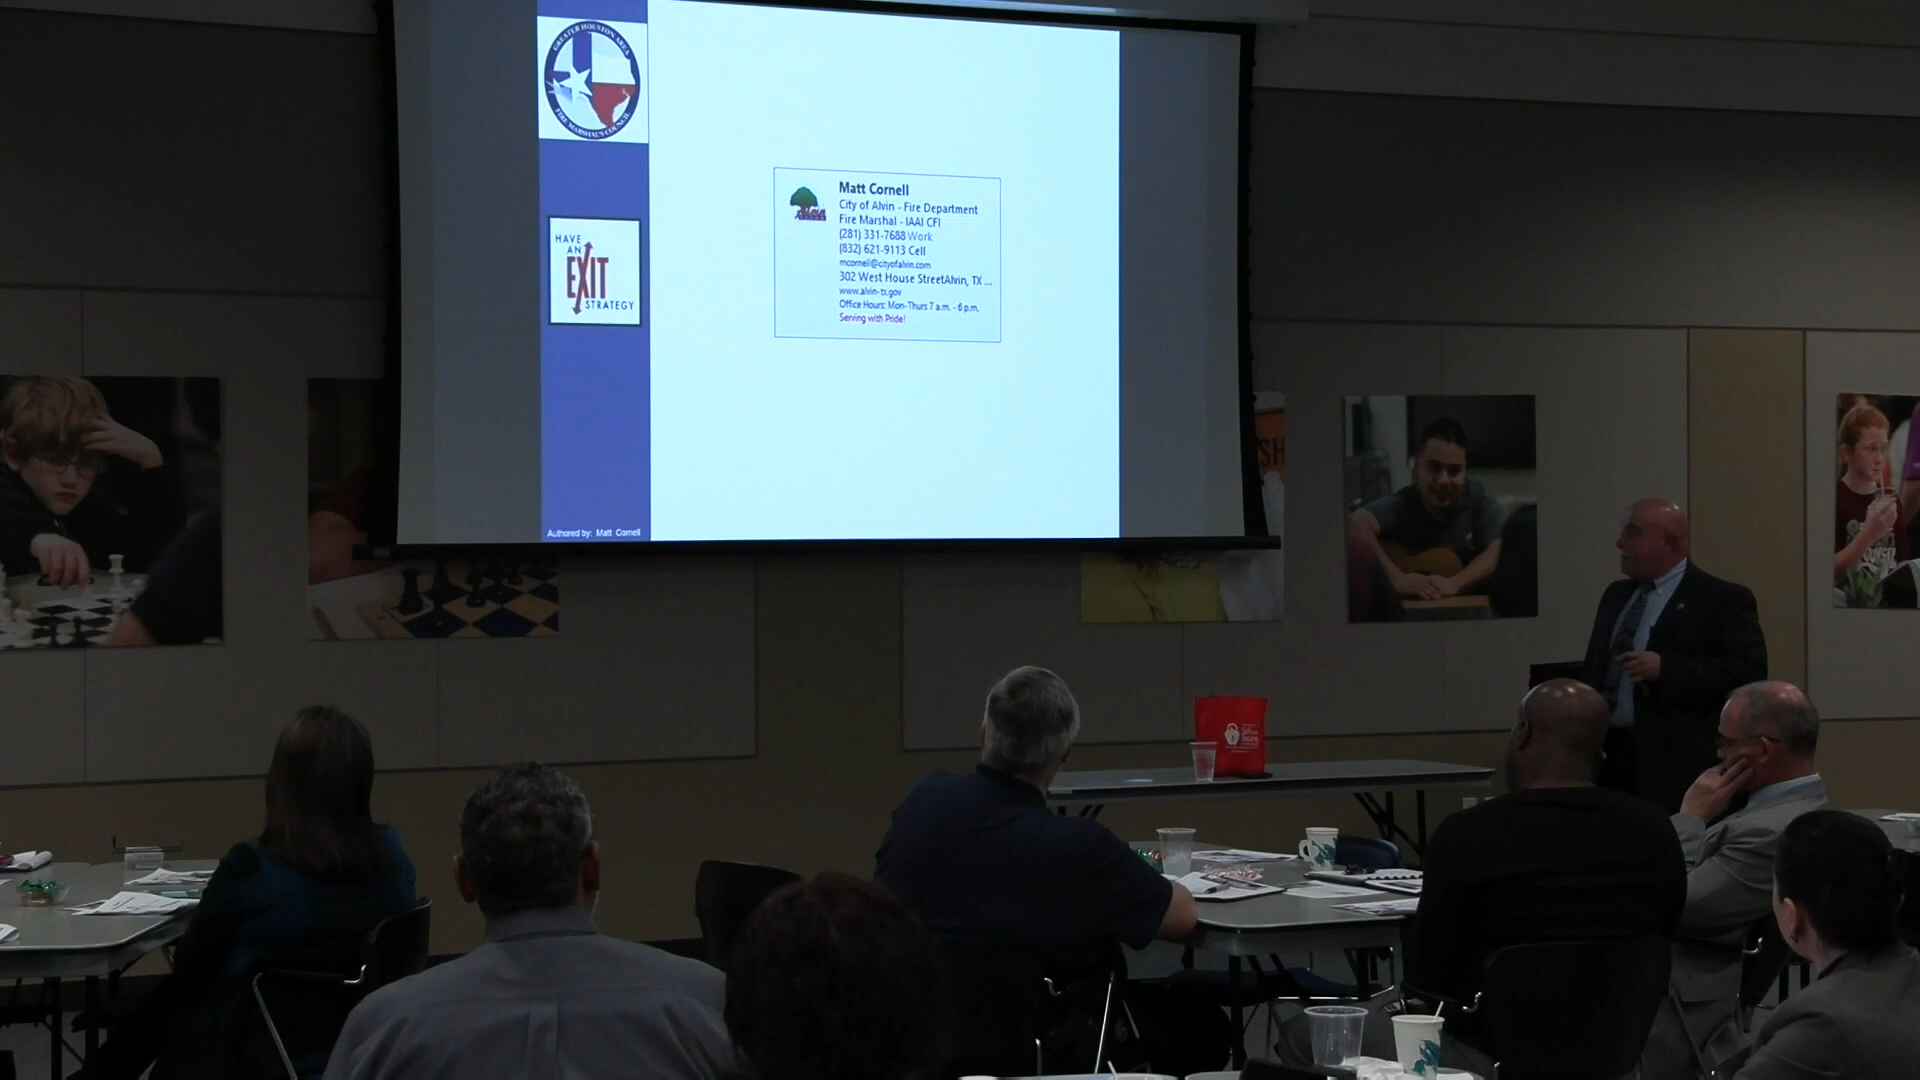 GREATER HOUSTON AREA
FIRE MARSHAL'S COUNCIL
HAVE
AN
EXIT
STRATEGY
Authored by: Matt Cornell
Matt Cornell
City of Alvin - Fire Department
Fire Marshal - IAAI CFI
(281) 331-7688 Work
(832) 621-9113 Cell
mcornell@cityofalvin.com
302 West House StreetAlvin, TX ...
www.alvin-tx.gov
Office Hours: Mon-Thurs 7 a.m. - 6 p.m.
Serving with Pride!
SH